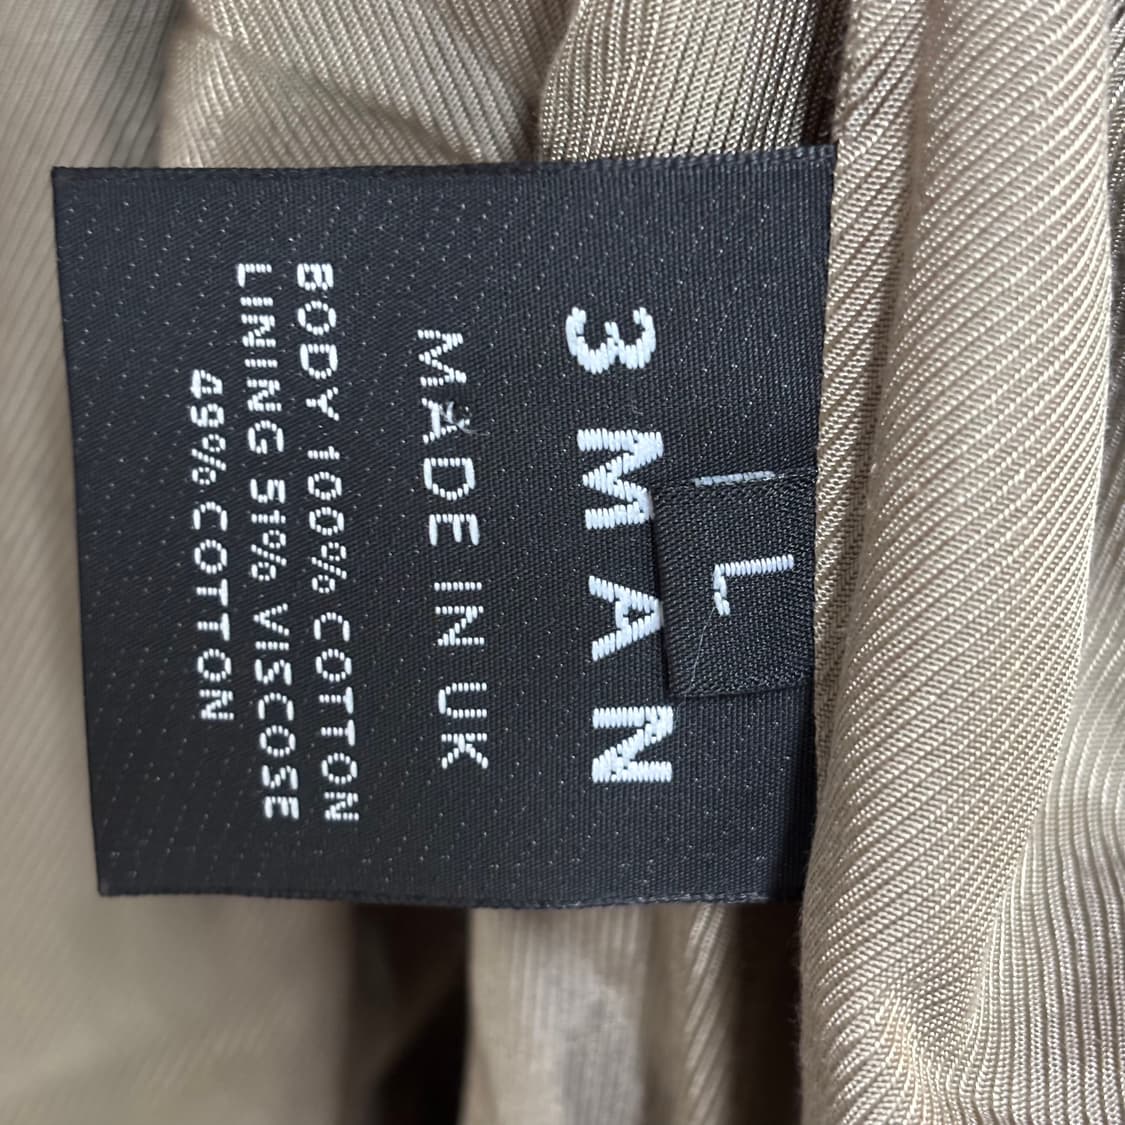 L
3 MAN
MADE IN UK
BODY 100% COTTON
LINING 51% VISCOSE
49% COTTON